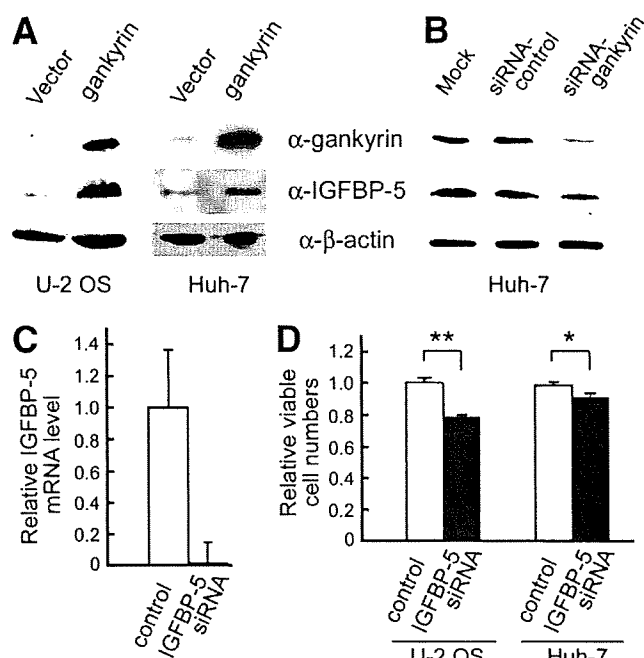 A
Vector
gankyrin
Vector
gankyrin
α-gankyrin
α-IGFBP-5
α-β-actin
U-2 OS
Huh-7
B
Mock
siRNA-
control
siRNA-
gankyrin
Huh-7
C
Relative IGFBP-5
mRNA level
1.4
1.2
1.0
0.8
0.6
0.4
0.2
0
control
IGFBP-5
siRNA
D
Relative viable
cell numbers
1.2
1.0
0.8
0.6
0.4
0.2
0
**
*
control
IGFBP-5
siRNA
control
IGFBP-5
siRNA
U-2 OS
Huh-7